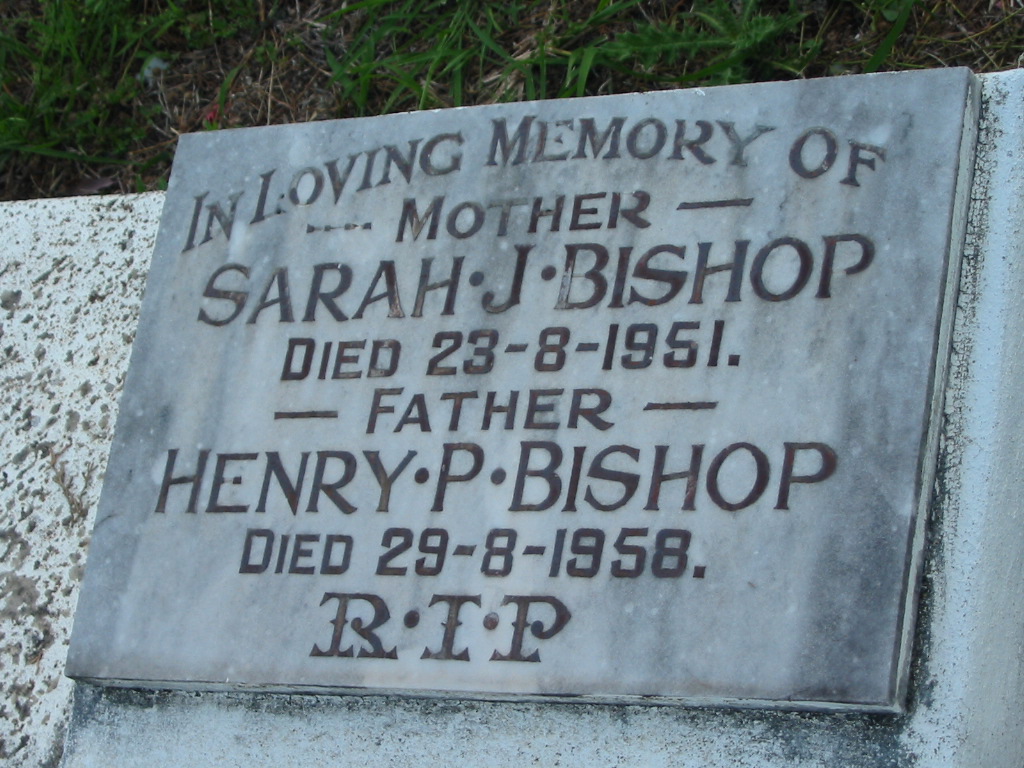 IN LOVING MEMORY OF
— MOTHER —
SARAH·J·BISHOP
DIED 23-8-1951.
— FATHER —
HENRY·P·BISHOP
DIED 29-8-1958.
R·I·P